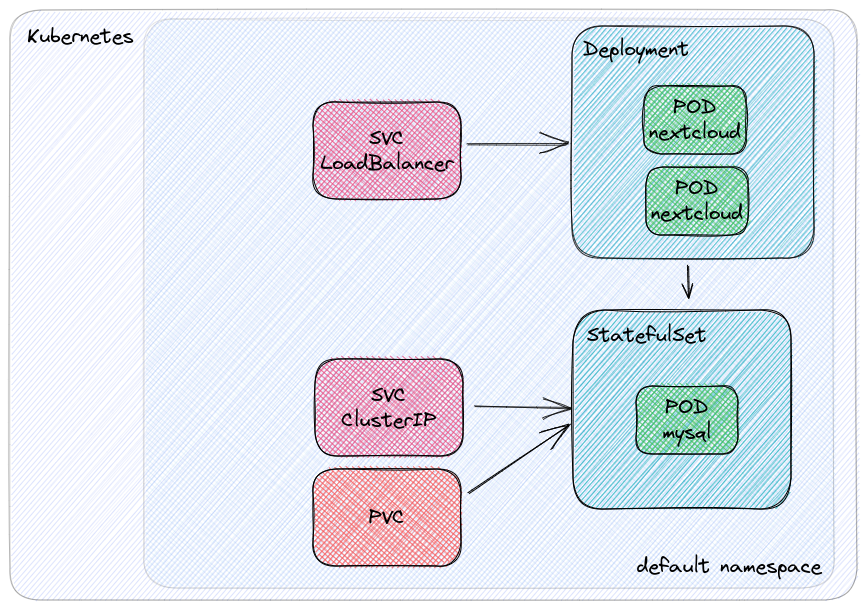 Kubernetes
Deployment
POD
nextcloud
POD
nextcloud
SVC
LoadBalancer
StatefulSet
POD
mysql
SVC
ClusterIP
PVC
default namespace